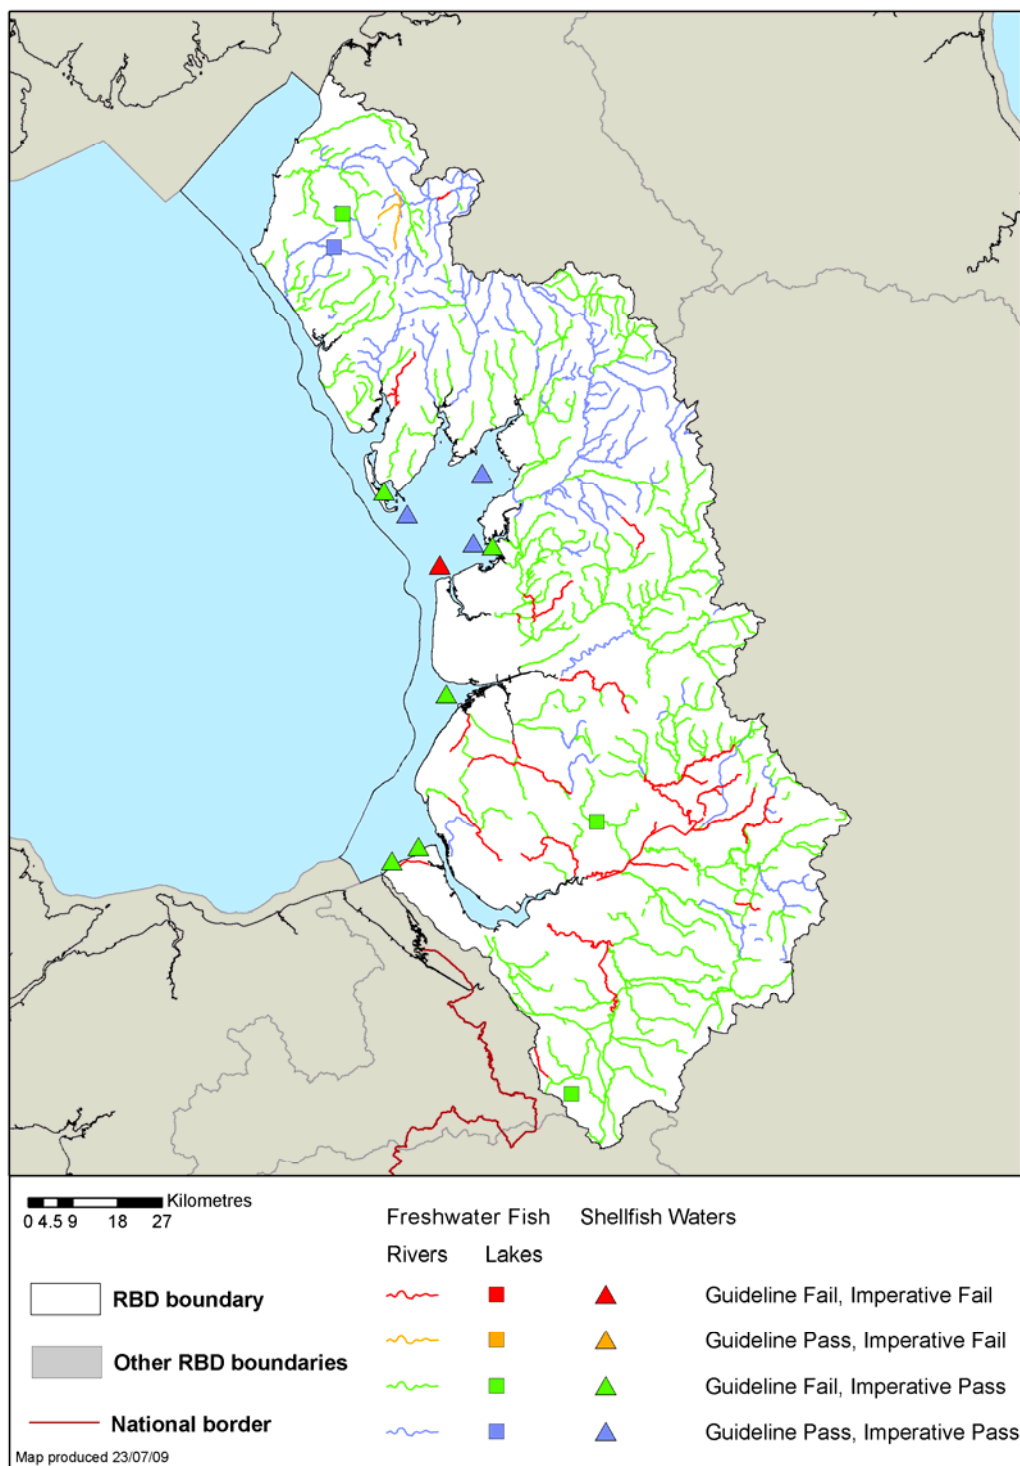 Kilometres
0 4.5 9 18 27
Freshwater Fish Shellfish Waters
Rivers Lakes
RBD boundary
Other RBD boundaries
National border
Guideline Fail, Imperative Fail
Guideline Pass, Imperative Fail
Guideline Fail, Imperative Pass
Guideline Pass, Imperative Pass
Map produced 23/07/09